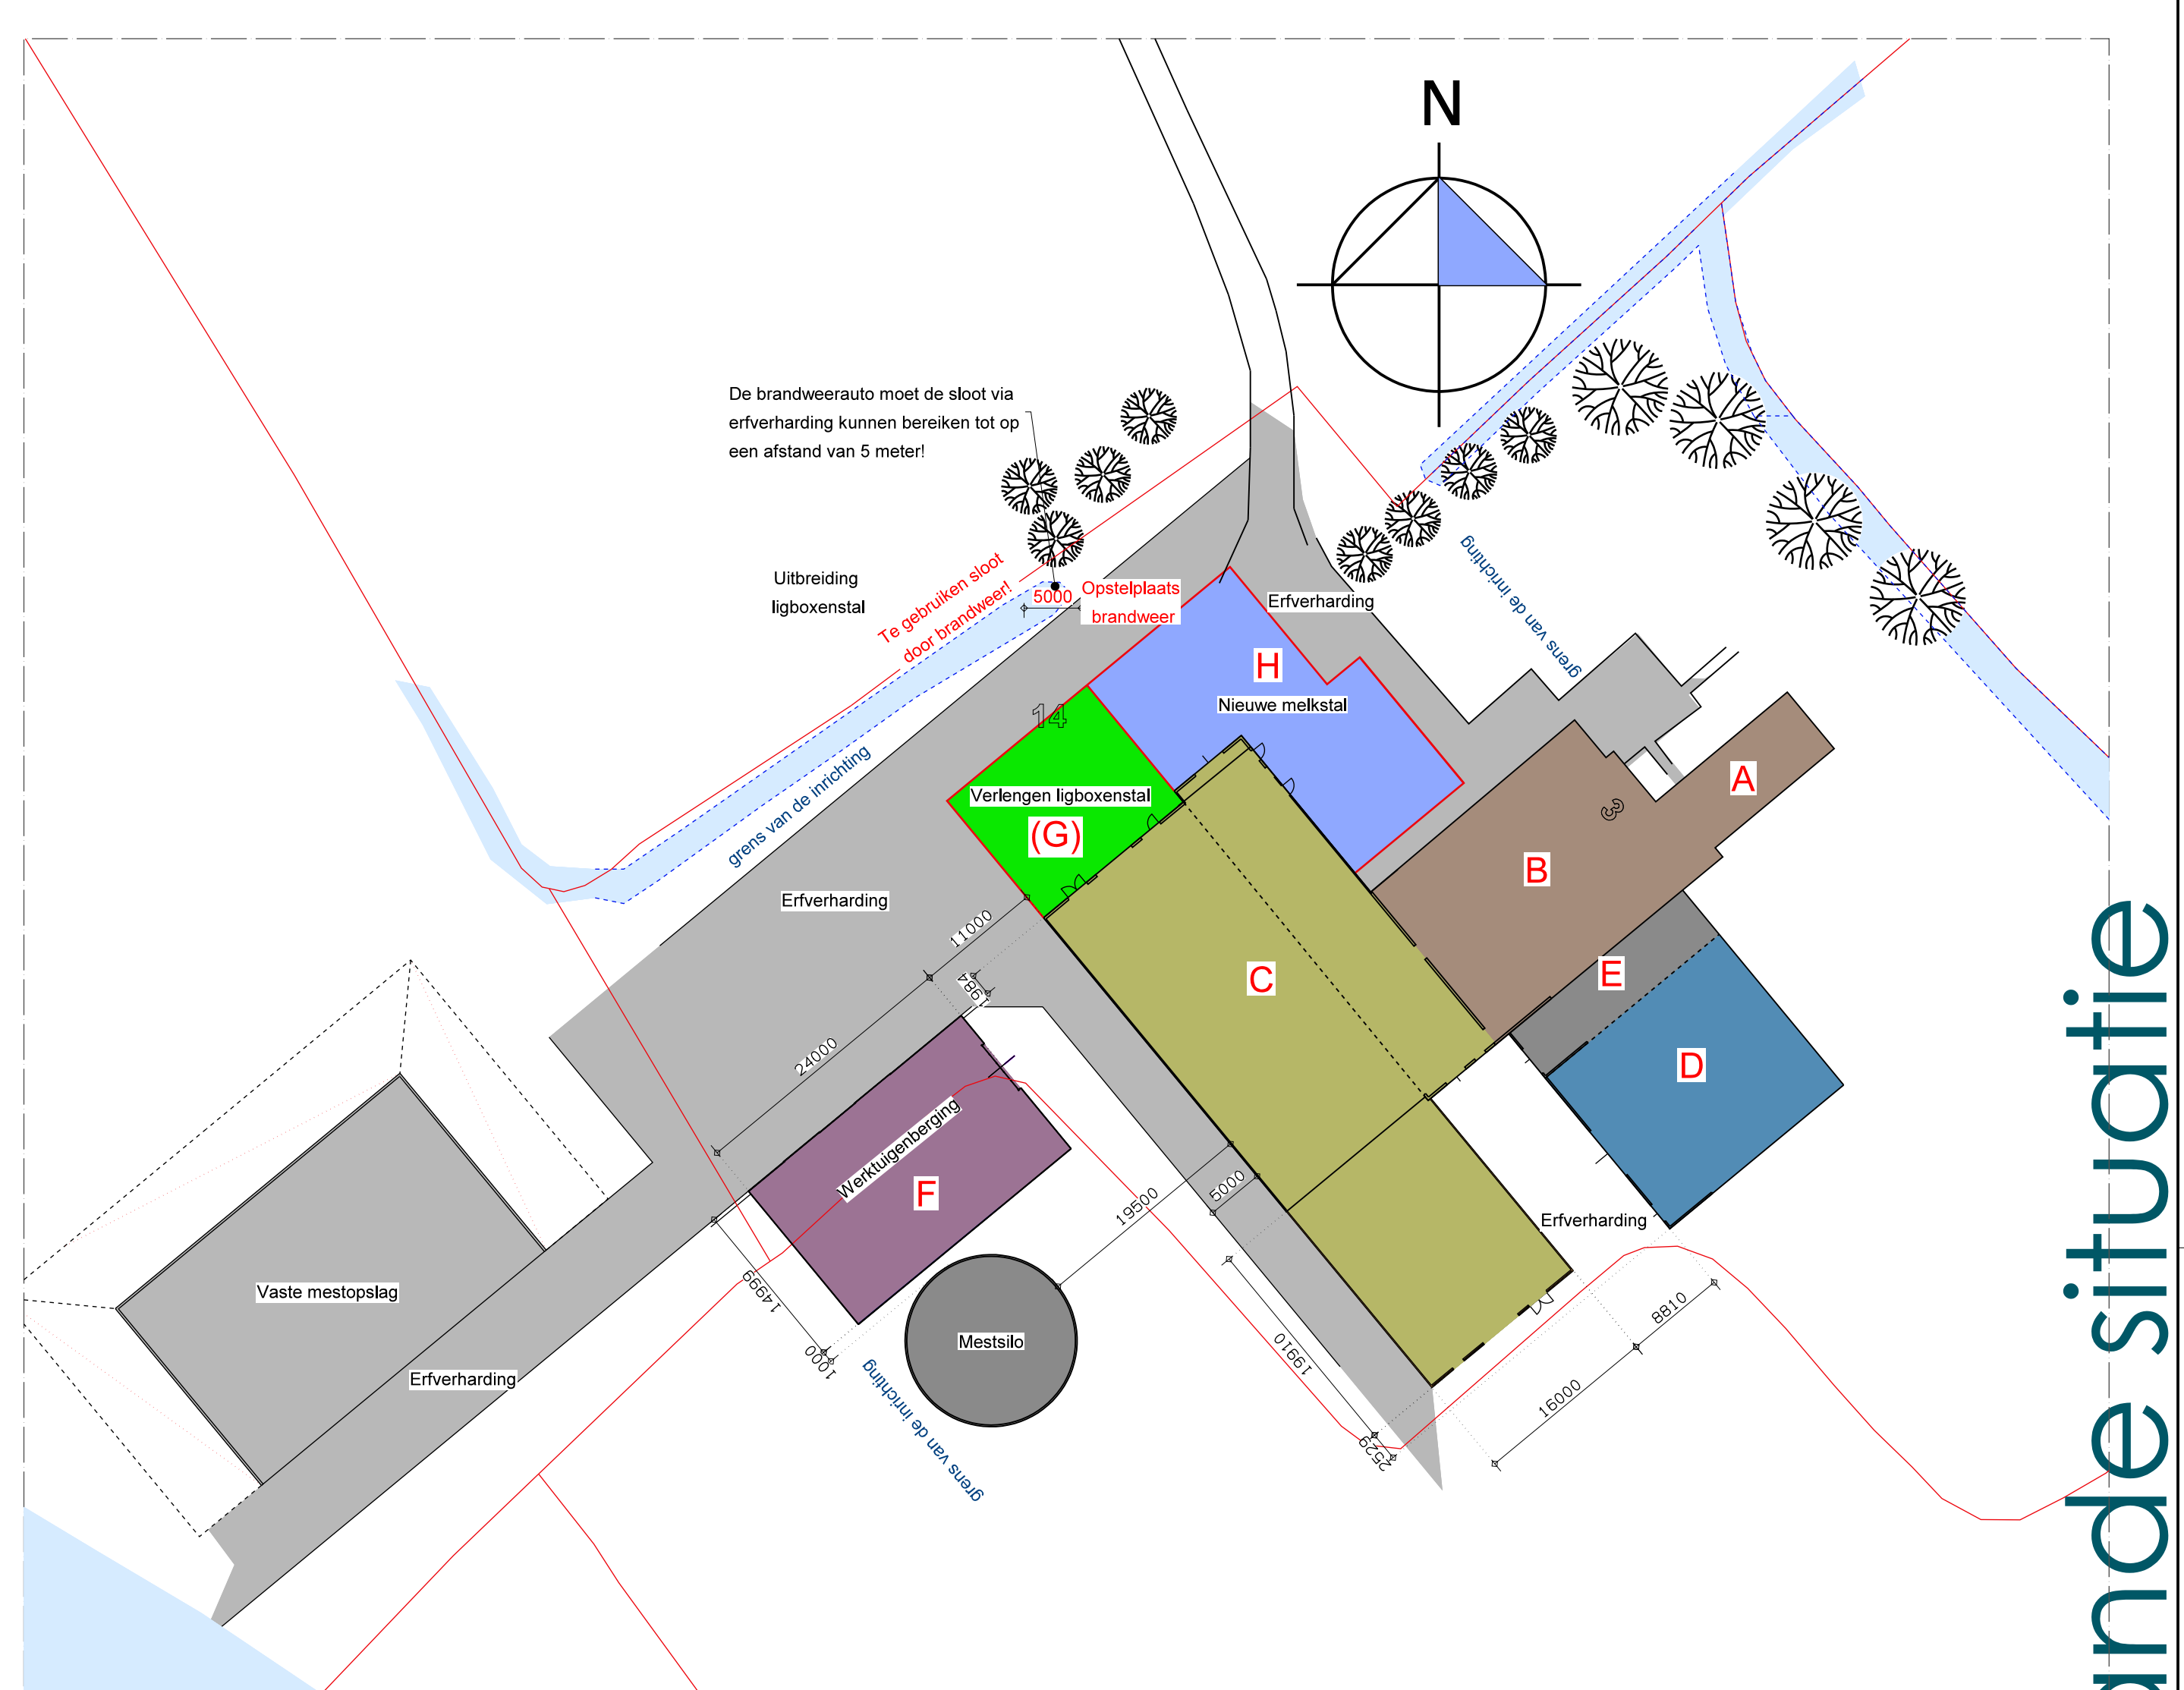 N
De brandweerauto moet de sloot via
erfverharding kunnen bereiken tot op
een afstand van 5 meter!
Uitbreiding
ligboxenstal
Te gebruiken sloot
door brandweer!
5000
Opstelplaats
brandweer
Erfverharding
grens van de inrichting
H
Nieuwe melkstal
14
Verlengen ligboxenstal
(G)
A
3
B
grens van de inrichting
Erfverharding
11000
1984
C
E
D
24000
Werktuigenberging
F
19500
5000
Erfverharding
Vaste mestopslag
14999
1000
Mestsilo
Erfverharding
grens van de inrichting
19910
2529
8810
16000
ande situatie